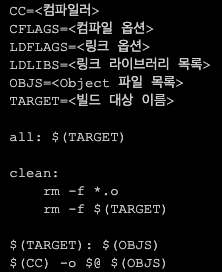 CC=<컴파일러>
CFLAGS=<컴파일 옵션>
LDFLAGS=<링크 옵션>
LDLIBS=<링크 라이브러리 목록>
OBJS=<Object 파일 목록>
TARGET=<빌드 대상 이름>

all: $(TARGET)

clean:
    rm -f *.o
    rm -f $(TARGET)

$(TARGET): $(OBJS)
$(CC) -o $@ $(OBJS)